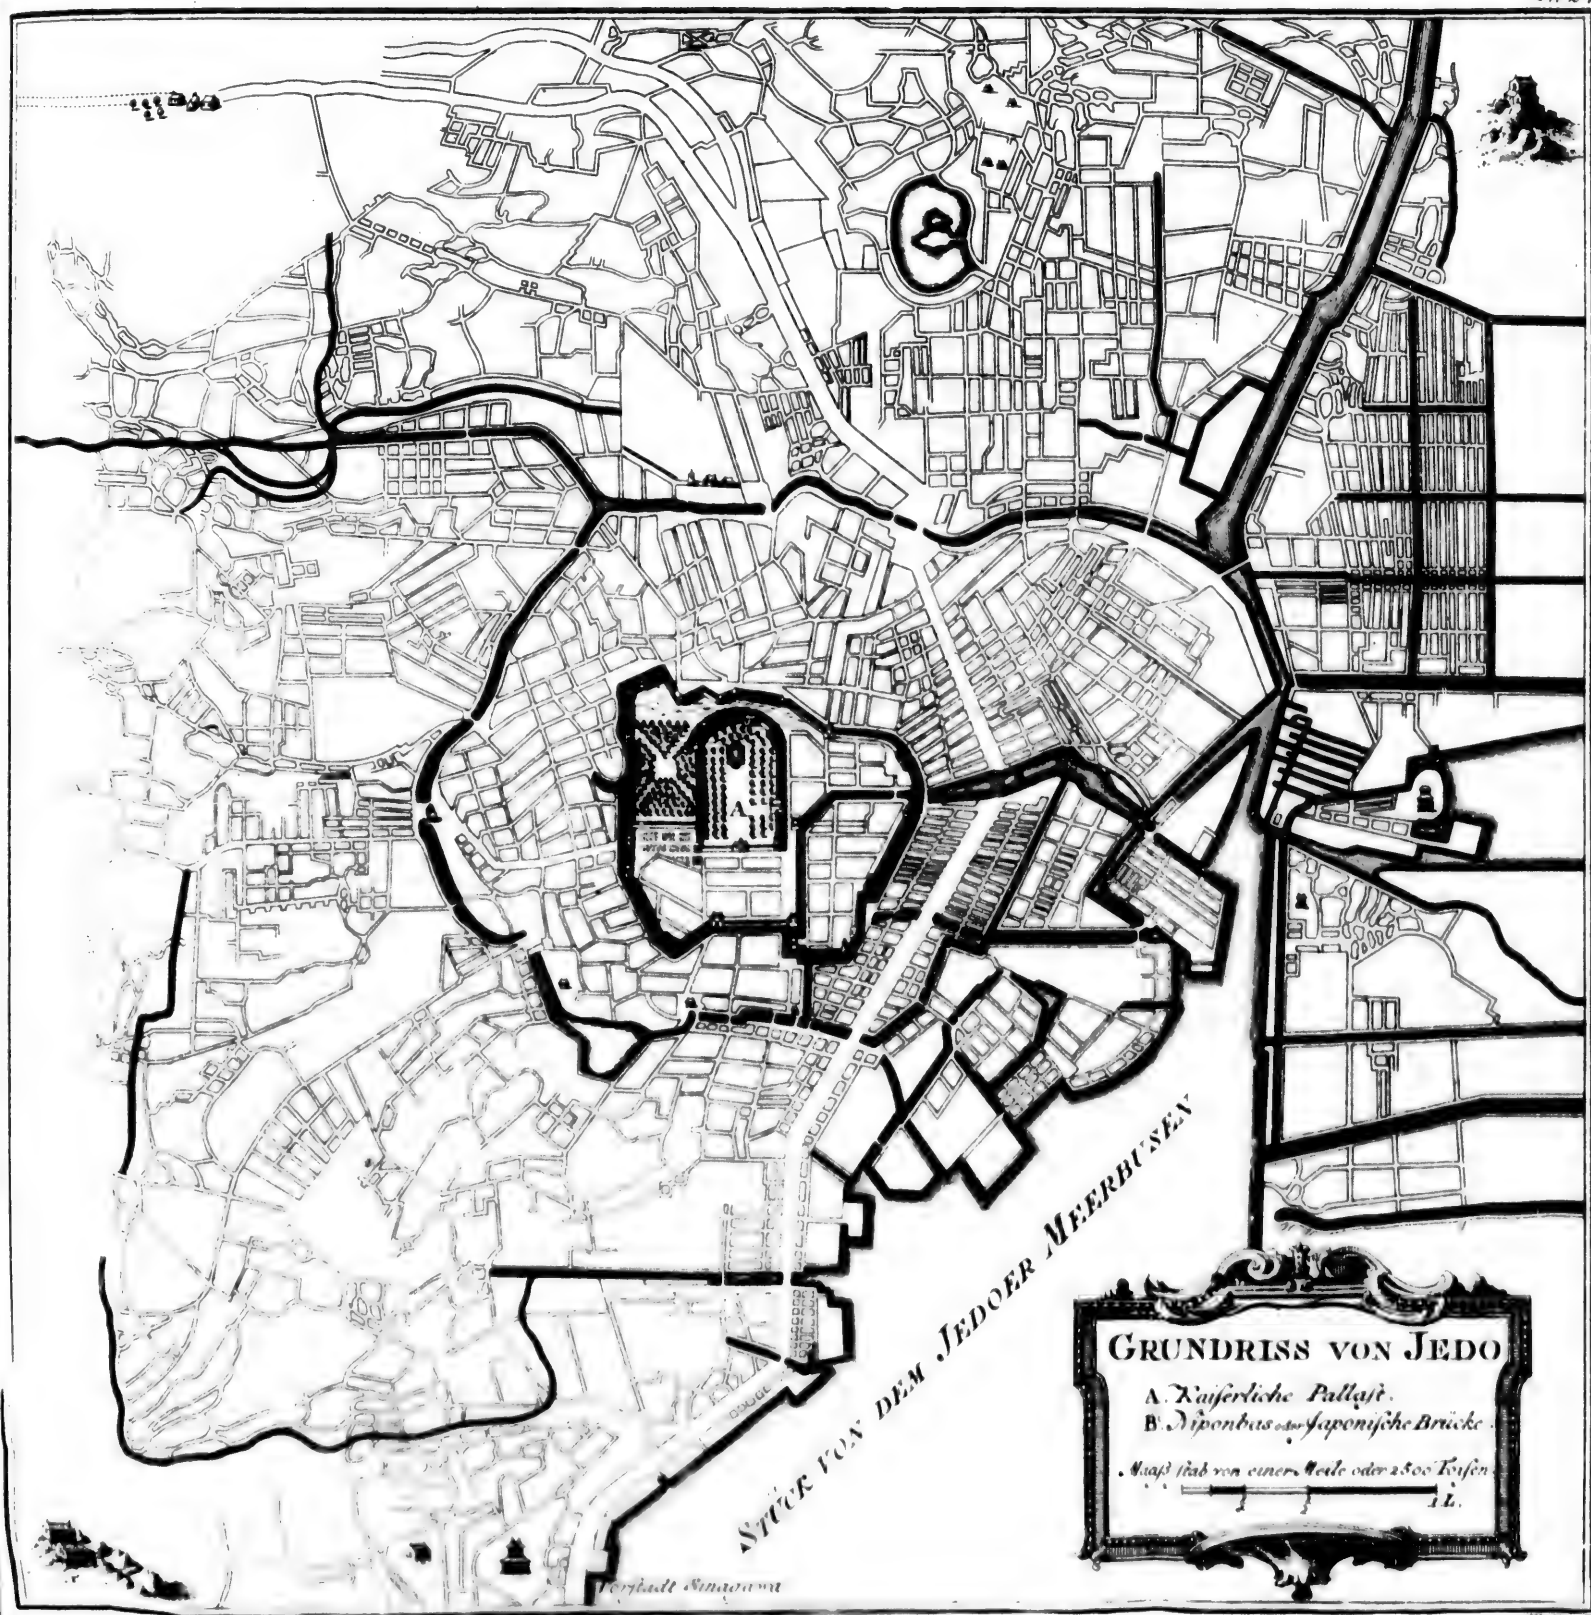 A
STÜCK VON DEM JEDOER MEERBUSEN
GRUNDRISS VON JEDO
A. Kaiſerliche Pallaſt.
B. Niponbas oder Japoniſche Brücke
Maaß ſtab von einer Meile oder 2500 Toiſen
1 L.
Vorſtadt Sinagawa